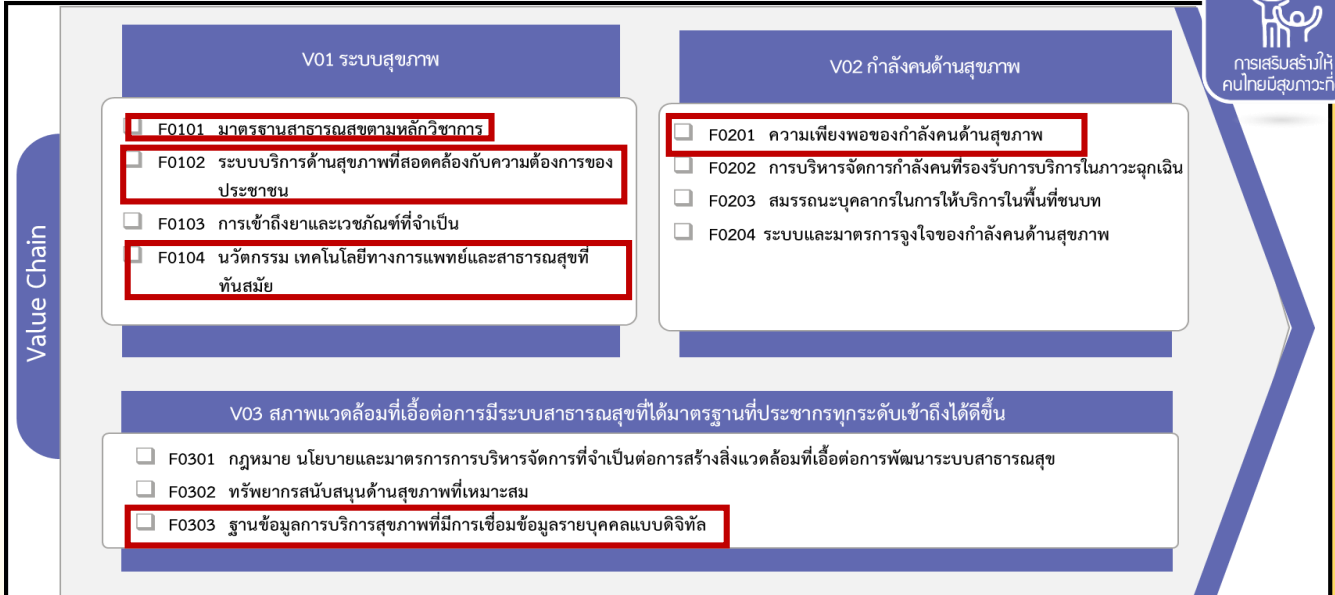 การเสริมสร้างให้
คนไทยมีสุขภาวะที่
Value Chain
V01 ระบบสุขภาพ
F0101 มาตรฐานสาธารณสุขตามหลักวิชาการ
F0102 ระบบบริการด้านสุขภาพที่สอดคล้องกับความต้องการของ
ประชาชน
F0103 การเข้าถึงยาและเวชภัณฑ์ที่จำเป็น
F0104 นวัตกรรม เทคโนโลยีทางการแพทย์และสาธารณสุขที่
ทันสมัย
V02 กำลังคนด้านสุขภาพ
F0201 ความเพียงพอของกำลังคนด้านสุขภาพ
F0202 การบริหารจัดการกำลังคนที่รองรับการบริการในภาวะฉุกเฉิน
F0203 สมรรถนะบุคลากรในการให้บริการในพื้นที่ชนบท
F0204 ระบบและมาตรการจูงใจของกำลังคนด้านสุขภาพ
V03 สภาพแวดล้อมที่เอื้อต่อการมีระบบสาธารณสุขที่ได้มาตรฐานที่ประชากรทุกระดับเข้าถึงได้ดีขึ้น
F0301 กฎหมาย นโยบายและมาตรการการบริหารจัดการที่จำเป็นต่อการสร้างสิ่งแวดล้อมที่เอื้อต่อการพัฒนาระบบสาธารณสุข
F0302 ทรัพยากรสนับสนุนด้านสุขภาพที่เหมาะสม
F0303 ฐานข้อมูลการบริการสุขภาพที่มีการเชื่อมข้อมูลรายบุคคลแบบดิจิทัล